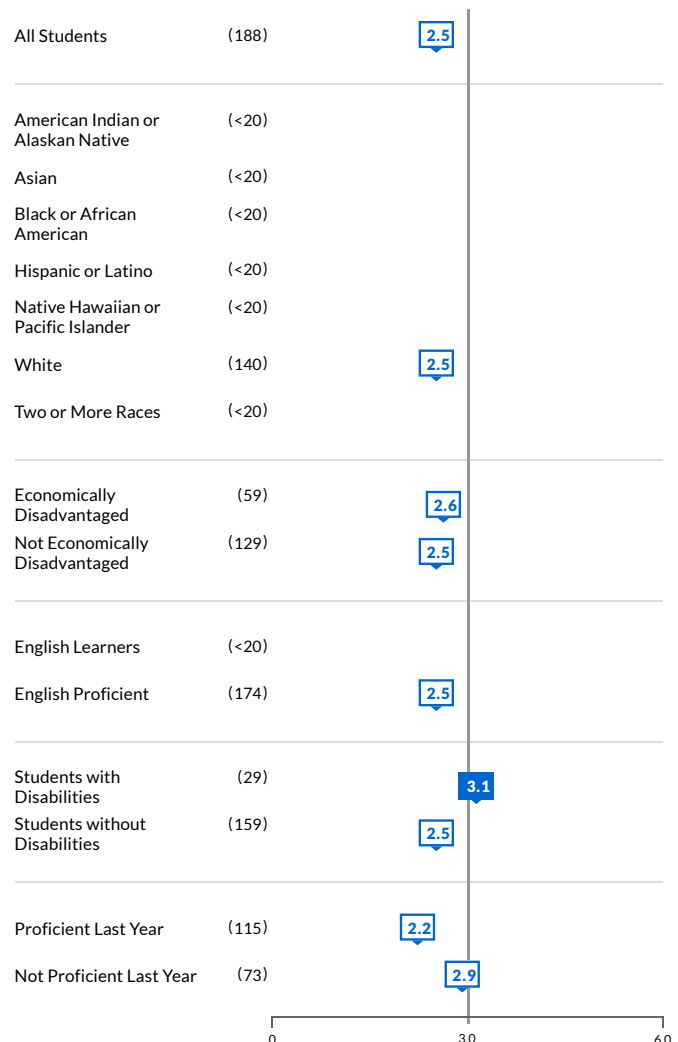 All Students (188) 2.5
American Indian or (<20)
Alaskan Native
Asian (<20)
Black or African (<20)
American
Hispanic or Latino (<20)
Native Hawaiian or (<20)
Pacific Islander
White (140) 2.5
Two or More Races (<20)
Economically (59) 2.6
Disadvantaged
Not Economically (129) 2.5
Disadvantaged
English Learners (<20)
English Proficient (174) 2.5
Students with (29) 3.1
Disabilities
Students without (159) 2.5
Disabilities
Proficient Last Year (115) 2.2
Not Proficient Last Year (73) 2.9
0 3.0 6.0